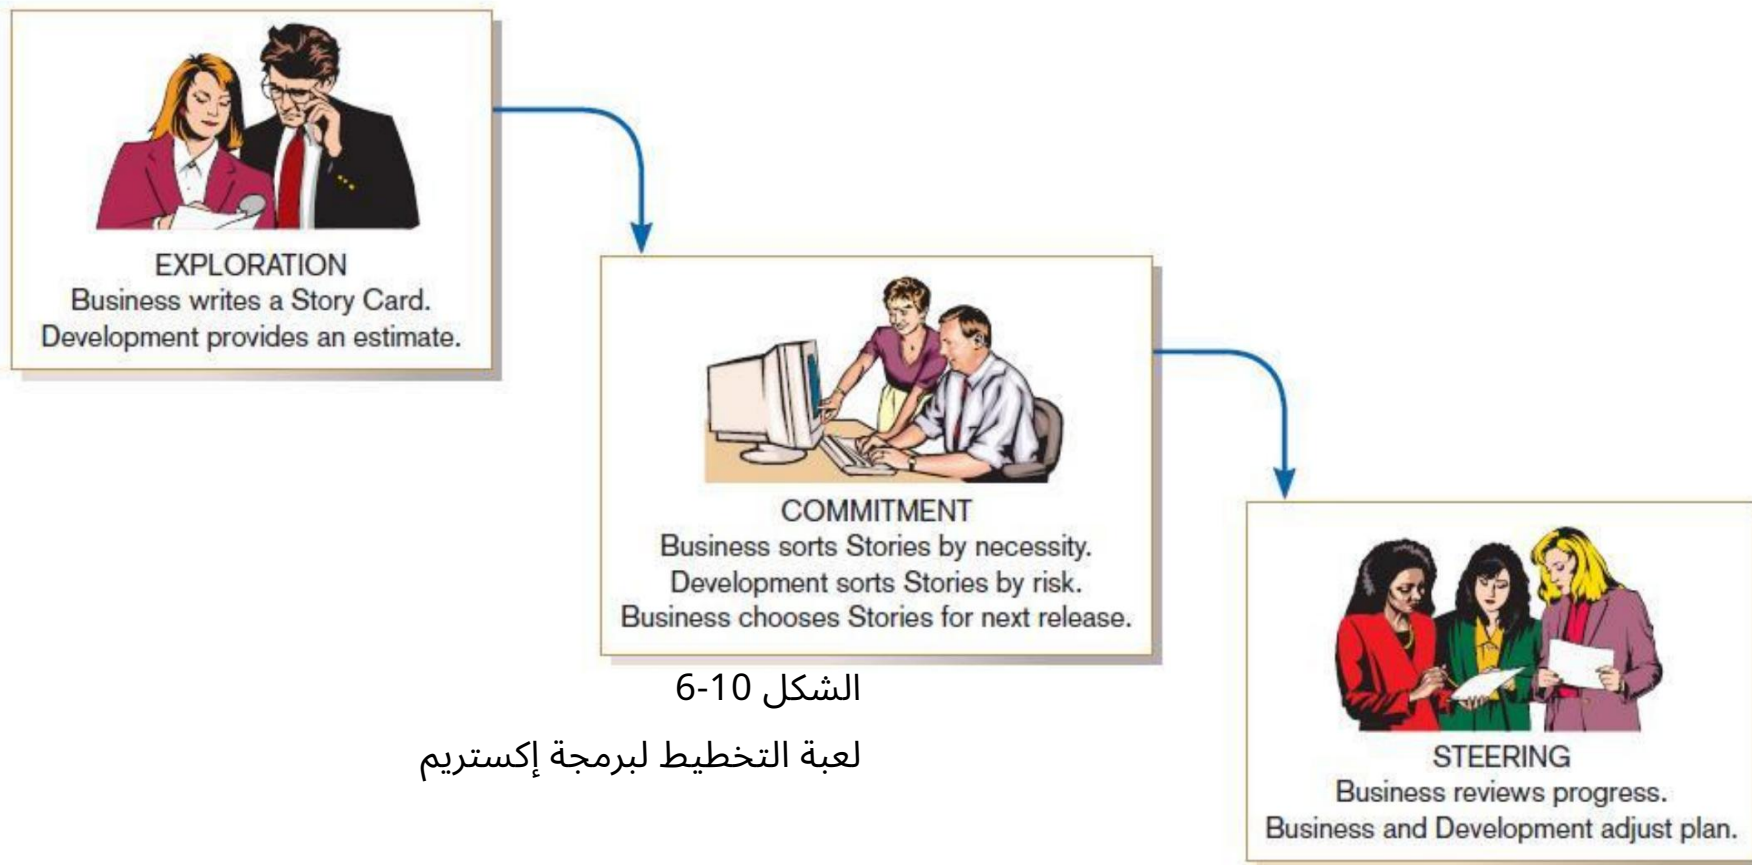 EXPLORATION
Business writes a Story Card.
Development provides an estimate.
COMMITMENT
Business sorts Stories by necessity.
Development sorts Stories by risk.
Business chooses Stories for next release.
الشكل 10-6
لعبة التخطيط لبرمجة إكستريم
STEERING
Business reviews progress.
Business and Development adjust plan.